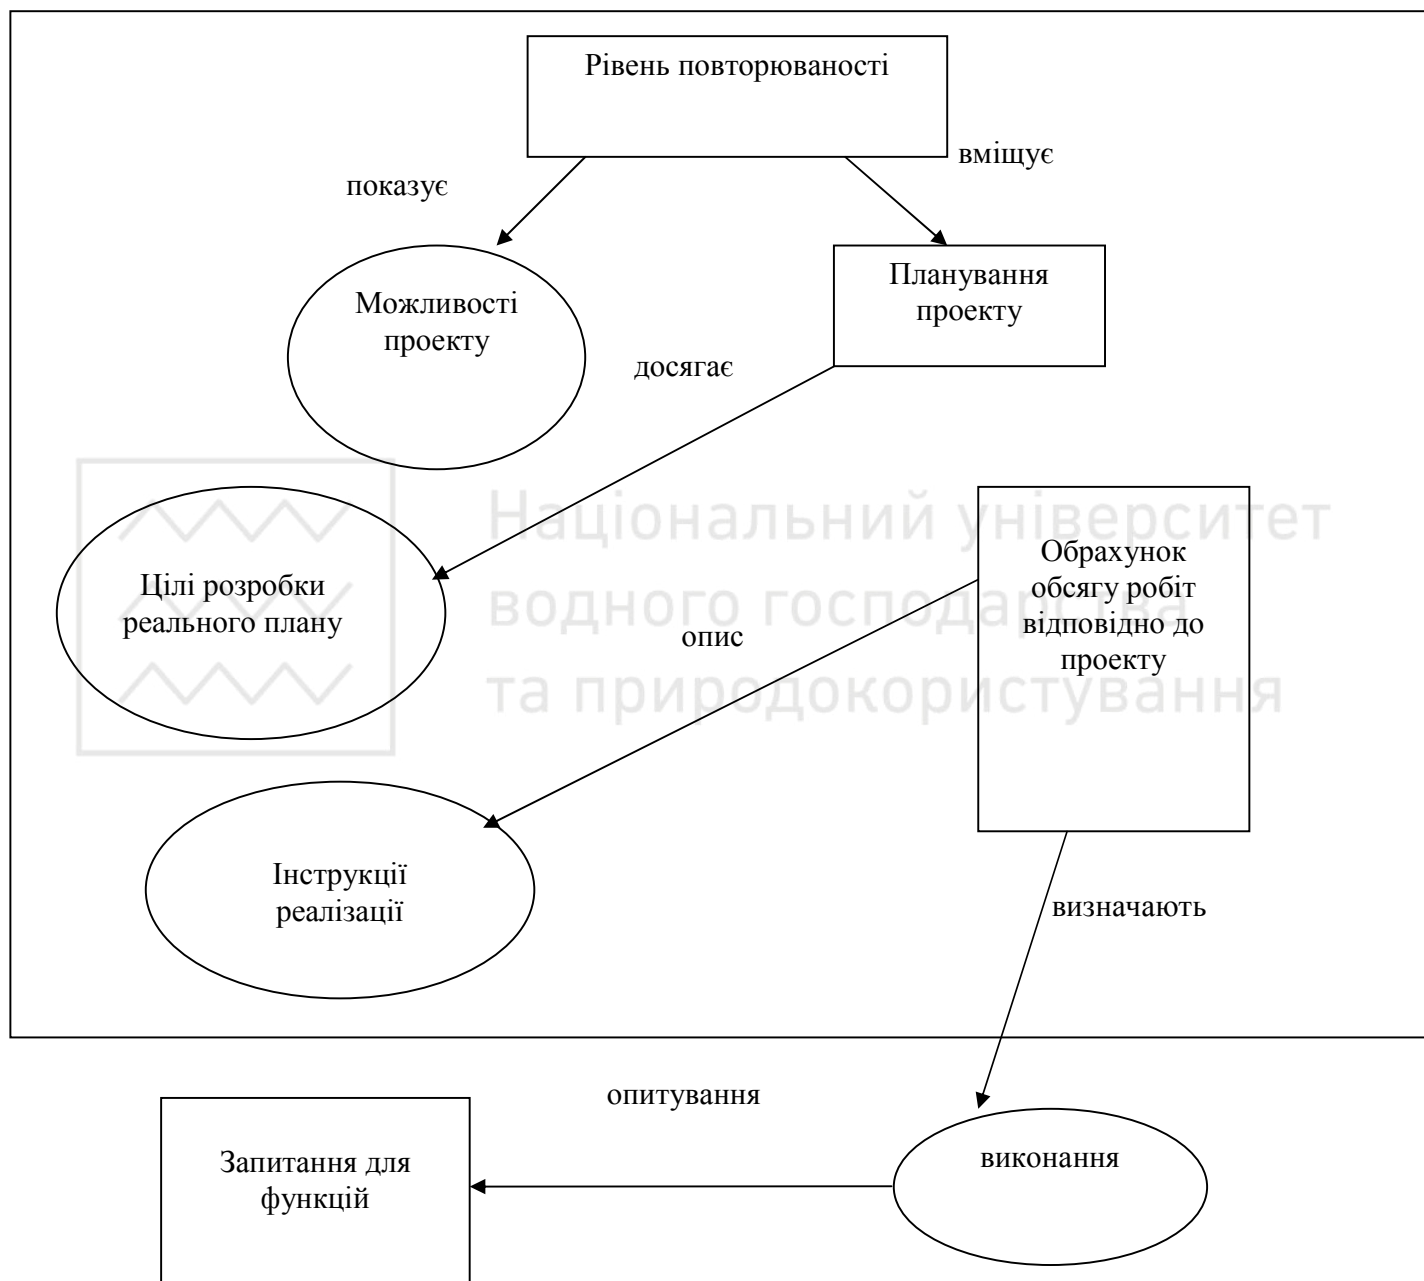 Рівень повторюваності
вміщує
показує
Можливості
проекту
Планування
проекту
досягає
Національний університет
водного господарства
та природокористування
Цілі розробки
реального плану
Обрахунок
обсягу робіт
відповідно до
проекту
опис
Інструкції
реалізації
визначають
опитування
Запитання для
функцій
виконання